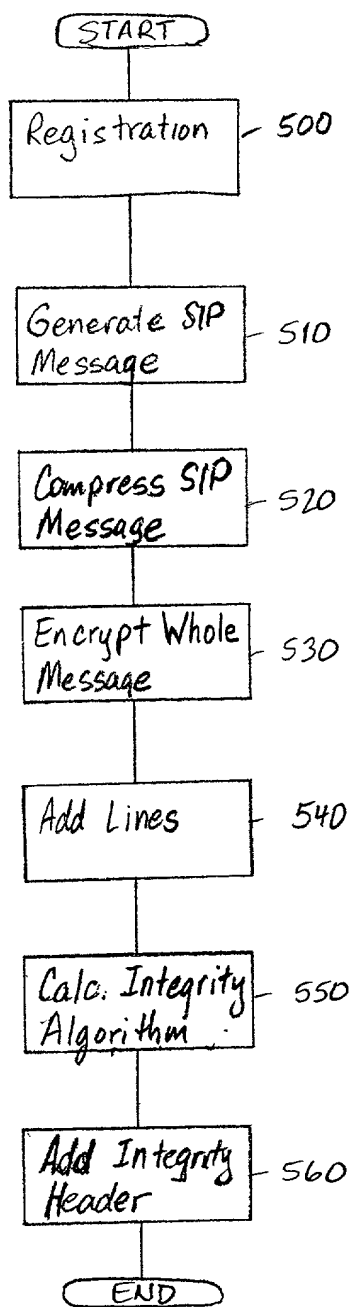 START
Registration
500
Generate SIP
Message
510
Compress SIP
Message
520
Encrypt Whole
Message
530
Add Lines
540
Calc. Integrity
Algorithm
550
Add Integrity
Header
560
END